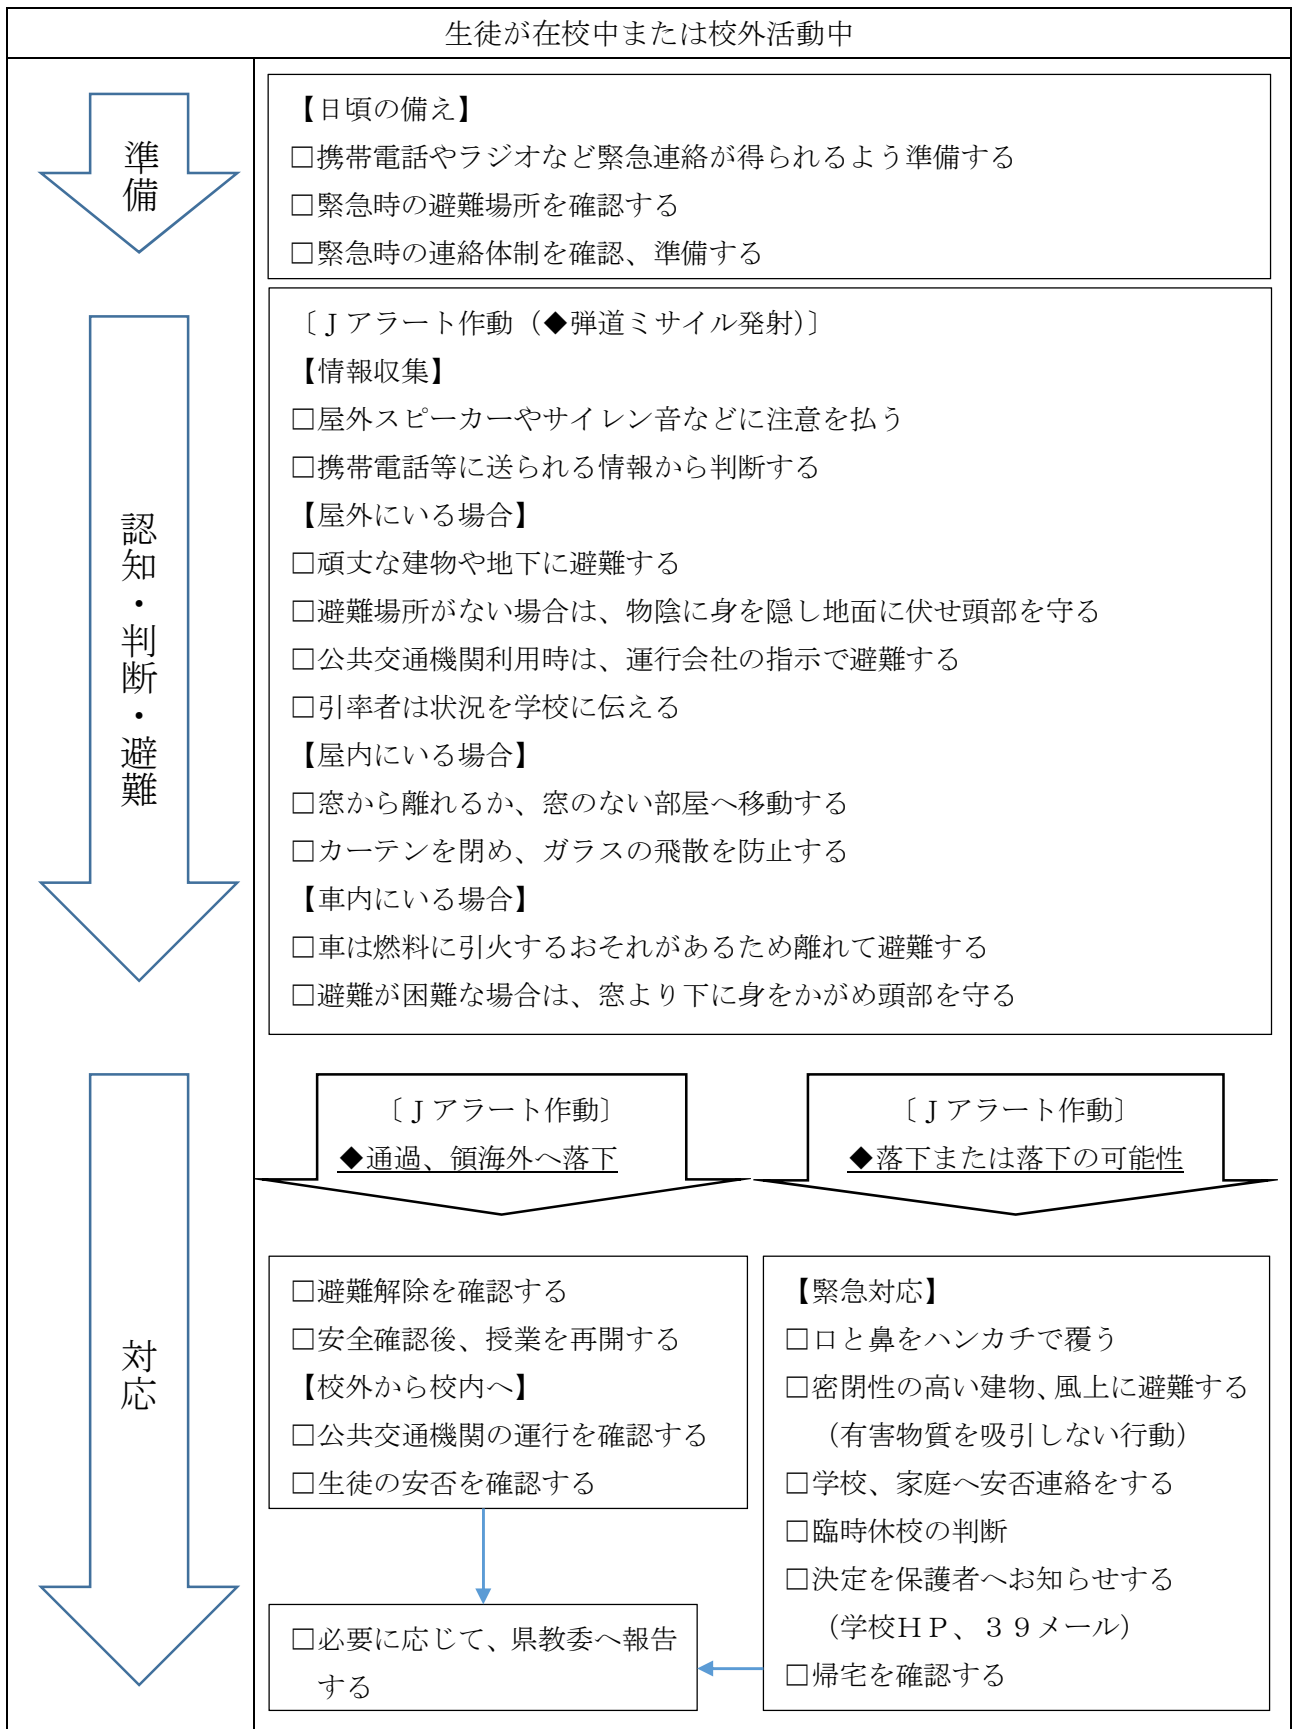 生徒が在校中または校外活動中
準備
【日頃の備え】
□携帯電話やラジオなど緊急連絡が得られるよう準備する
□緊急時の避難場所を確認する
□緊急時の連絡体制を確認、準備する
認知・判断・避難
〔Ｊアラート作動（◆弾道ミサイル発射）〕
【情報収集】
□屋外スピーカーやサイレン音などに注意を払う
□携帯電話等に送られる情報から判断する
【屋外にいる場合】
□頑丈な建物や地下に避難する
□避難場所がない場合は、物陰に身を隠し地面に伏せ頭部を守る
□公共交通機関利用時は、運行会社の指示で避難する
□引率者は状況を学校に伝える
【屋内にいる場合】
□窓から離れるか、窓のない部屋へ移動する
□カーテンを閉め、ガラスの飛散を防止する
【車内にいる場合】
□車は燃料に引火するおそれがあるため離れて避難する
□避難が困難な場合は、窓より下に身をかがめ頭部を守る
対応
〔Ｊアラート作動〕
◆通過、領海外へ落下
〔Ｊアラート作動〕
◆落下または落下の可能性
□避難解除を確認する
□安全確認後、授業を再開する
【校外から校内へ】
□公共交通機関の運行を確認する
□生徒の安否を確認する
□必要に応じて、県教委へ報告
する
【緊急対応】
□口と鼻をハンカチで覆う
□密閉性の高い建物、風上に避難する
（有害物質を吸引しない行動）
□学校、家庭へ安否連絡をする
□臨時休校の判断
□決定を保護者へお知らせする
（学校ＨＰ、３９メール）
□帰宅を確認する